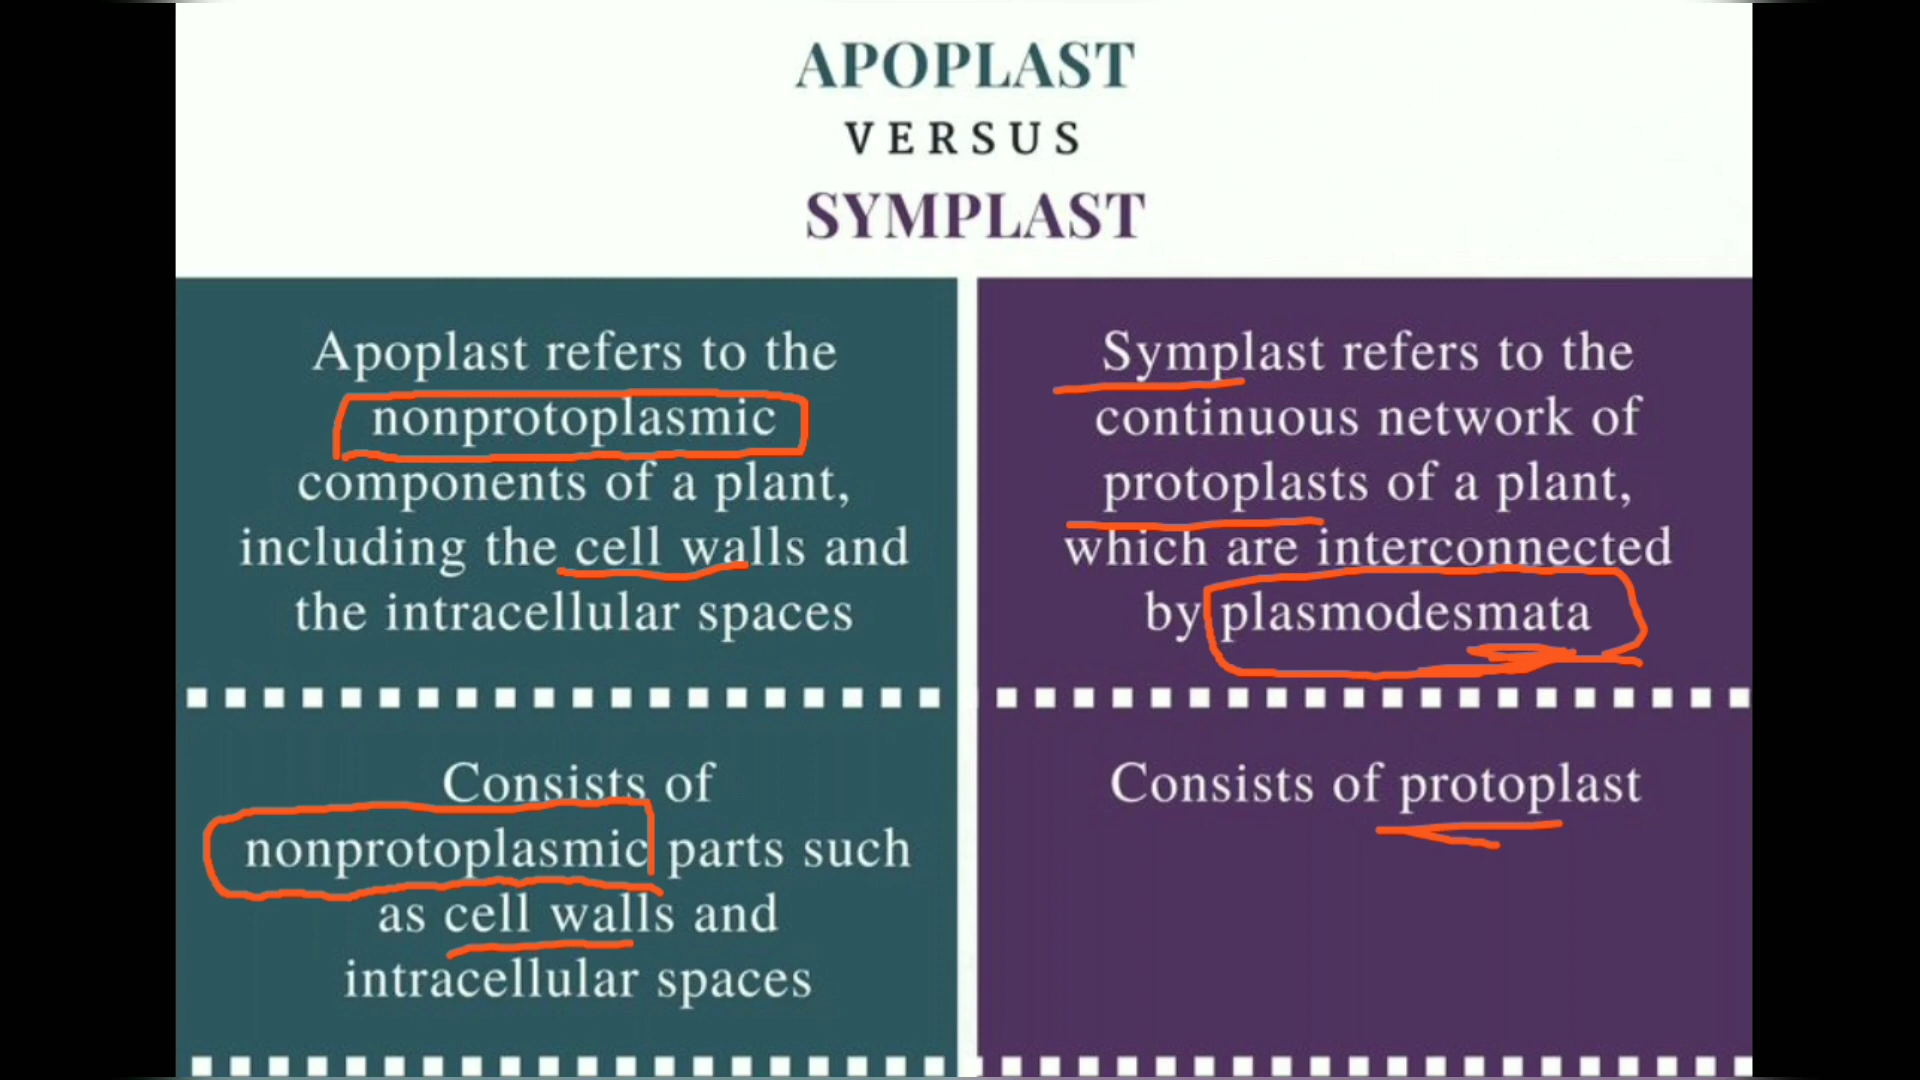 APOPLAST
VERSUS
SYMPLAST
Apoplast refers to the
nonprotoplasmic
components of a plant,
including the cell walls and
the intracellular spaces
Symplast refers to the
continuous network of
protoplasts of a plant,
which are interconnected
by plasmodesmata
Consists of
nonprotoplasmic parts such
as cell walls and
intracellular spaces
Consists of protoplast